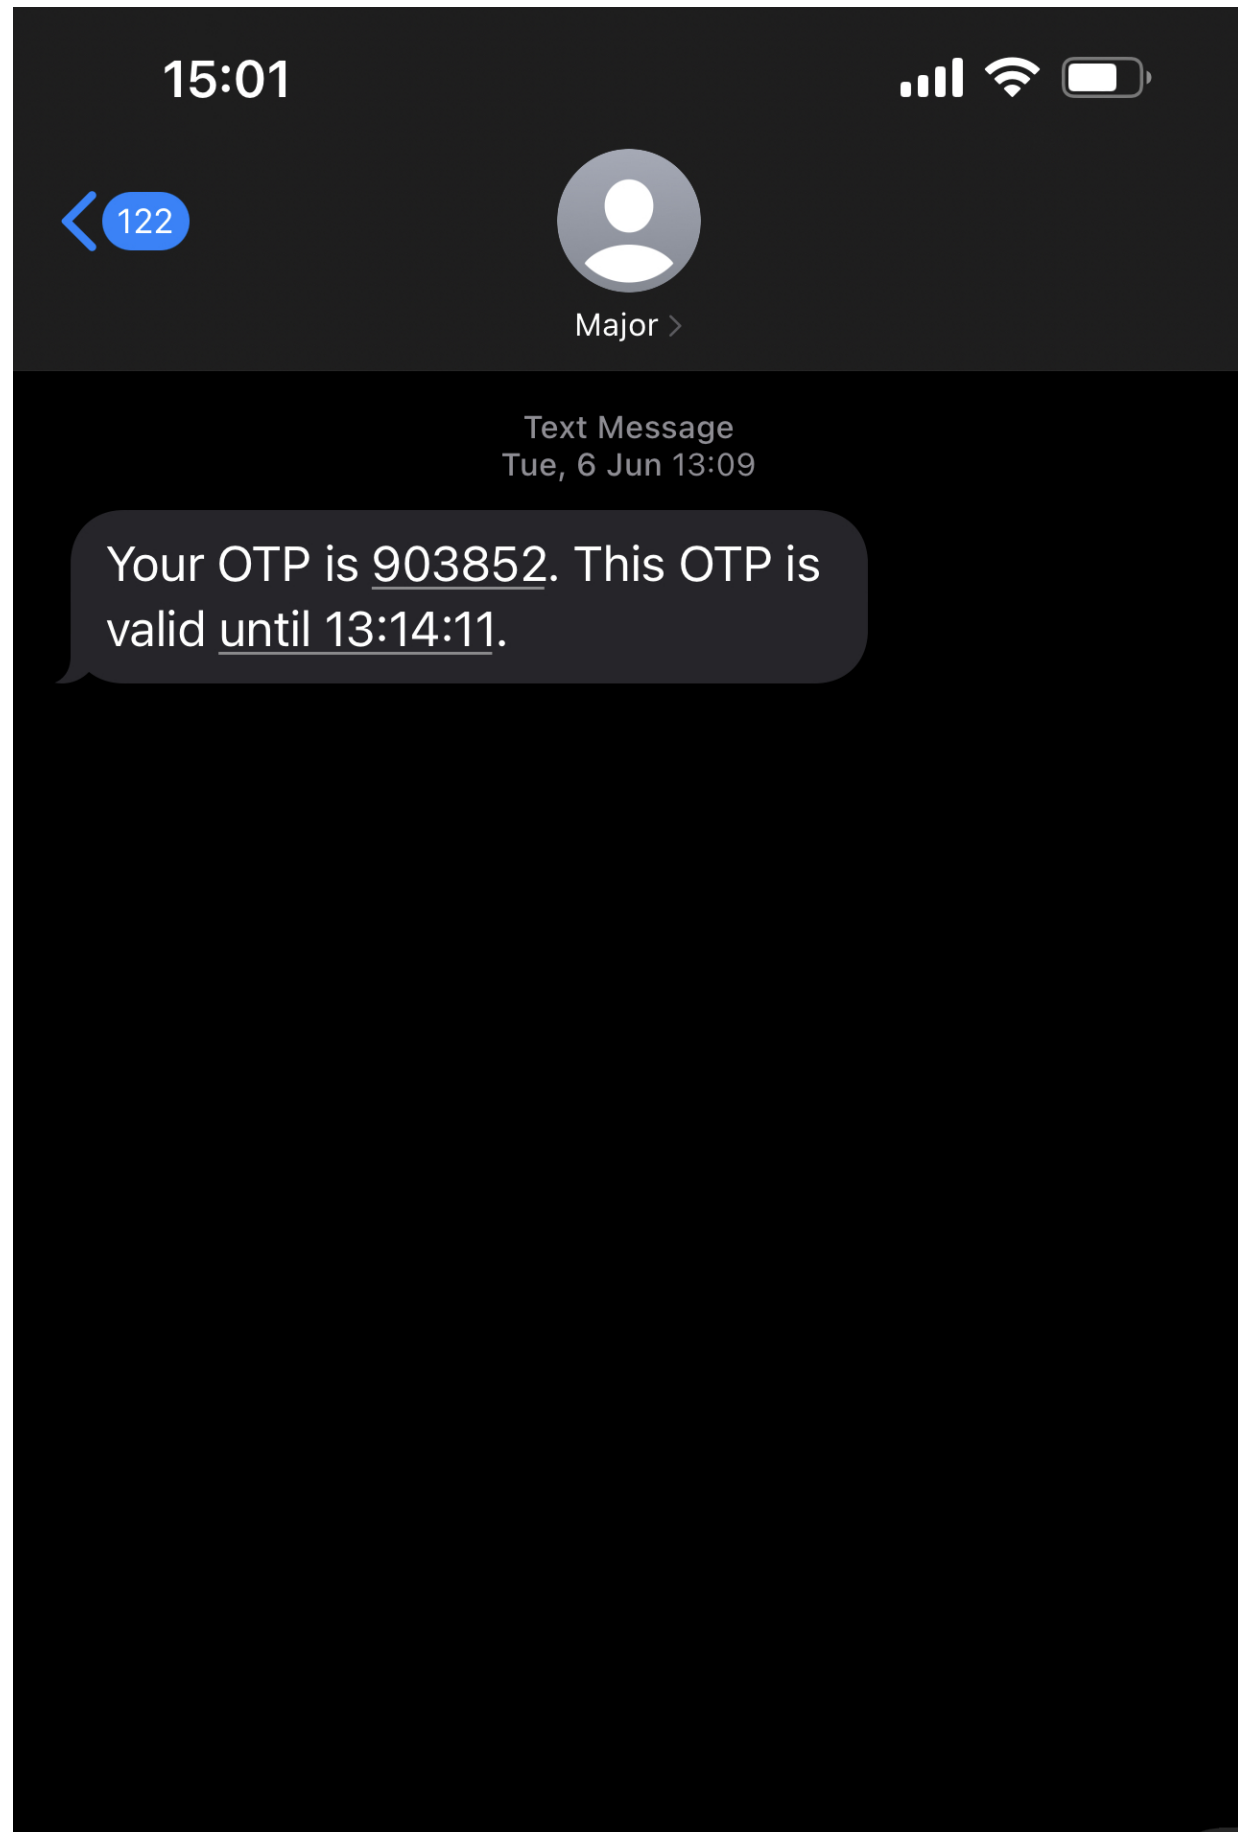 15:01
122
Major
Text Message
Tue, 6 Jun 13:09
Your OTP is 903852. This OTP is
valid until 13:14:11.